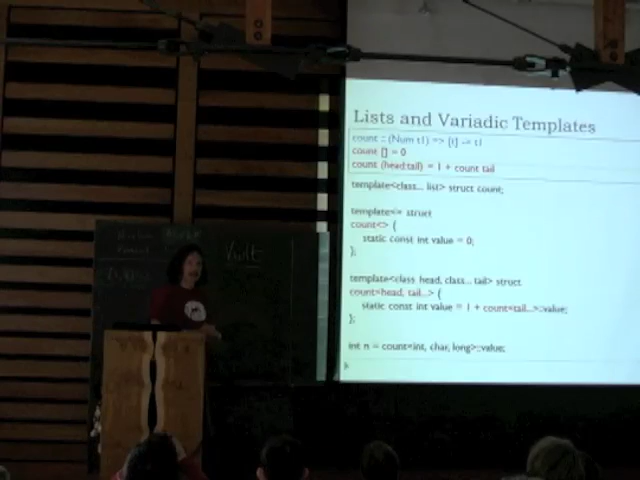 Lists and Variadic Templates
count :: (Num t1) => [t] -> t1
count [] = 0
count (head:tail) = 1 + count tail
template<class... list> struct count;
template<> struct
count<> {
static const int value = 0;
};
template<class head, class... tail> struct
count<head, tail...> {
static const int value = 1 + count<tail...>::value;
};
int n = count<int, char, long>::value;